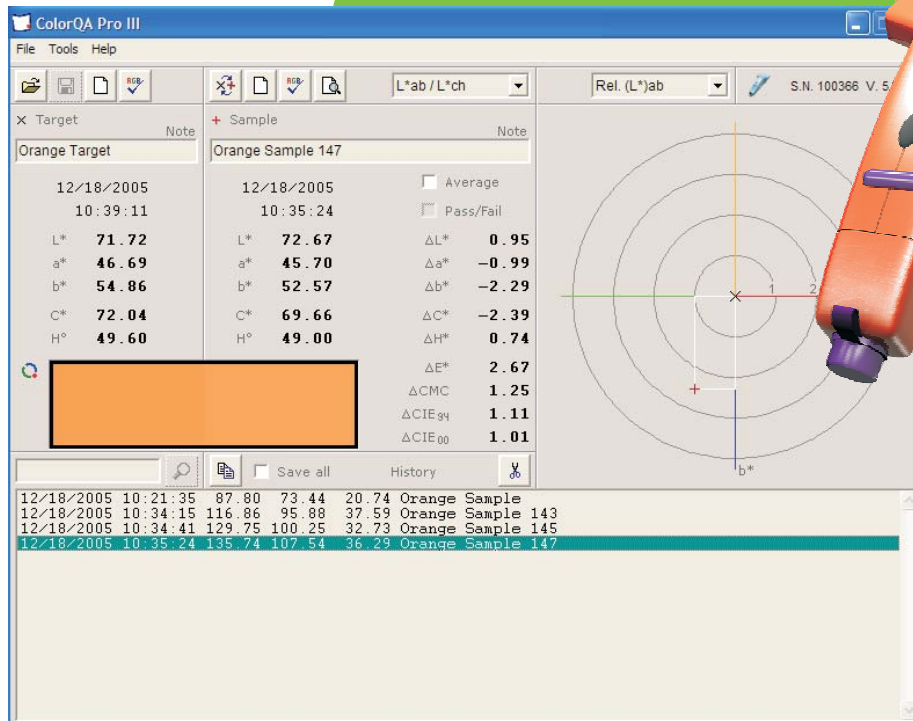 ColorQA Pro III
File Tools Help
L*ab / L*ch Rel. (L*)ab S.N. 100366 V. 5.
× Target Note + Sample Note
Orange Target Orange Sample 147
12/18/2005 12/18/2005 Average
10:39:11 10:35:24 Pass/Fail
L* 71.72 L* 72.67 ΔL* 0.95
a* 46.69 a* 45.70 Δa* -0.99
b* 54.86 b* 52.57 Δb* -2.29
C* 72.04 C* 69.66 ΔC* -2.39
H° 49.60 H° 49.00 ΔH* 0.74
ΔE* 2.67
ΔCMC 1.25
ΔCIE94 1.11
ΔCIE00 1.01
1 2
b*
Save all History
12/18/2005 10:21:35 87.80 73.44 20.74 Orange Sample
12/18/2005 10:34:15 116.86 95.88 37.59 Orange Sample 143
12/18/2005 10:34:41 129.75 100.25 32.73 Orange Sample 145
12/18/2005 10:35:24 135.74 107.54 36.29 Orange Sample 147